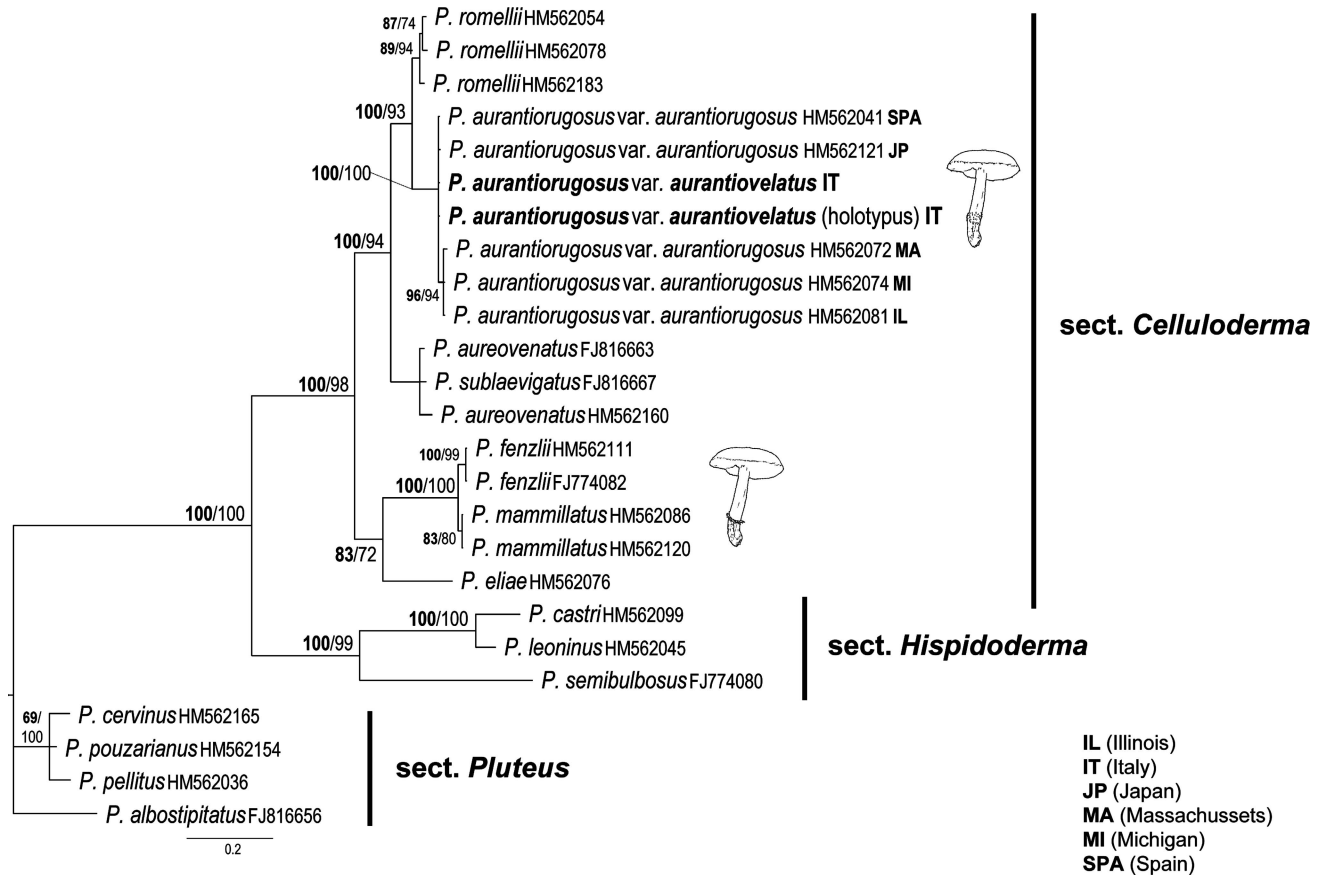 87/74
P. romellii HM562054
89/94
P. romellii HM562078
P. romellii HM562183
100/93
P. aurantiorugosus var. aurantiorugosus HM562041 SPA
P. aurantiorugosus var. aurantiorugosus HM562121 JP
100/100
P. aurantiorugosus var. aurantiovelatus IT
P. aurantiorugosus var. aurantiovelatus (holotypus) IT
100/94
P. aurantiorugosus var. aurantiorugosus HM562072 MA
P. aurantiorugosus var. aurantiorugosus HM562074 MI
96/94
P. aurantiorugosus var. aurantiorugosus HM562081 IL
sect. Celluloderma
P. aureovenatus FJ816663
P. sublaevigatus FJ816667
100/98
P. aureovenatus HM562160
P. fenzlii HM562111
100/99
P. fenzlii FJ774082
100/100
P. mammillatus HM562086
100/100
83/80
P. mammillatus HM562120
83/72
P. eliae HM562076
P. castri HM562099
100/100
100/99
P. leoninus HM562045
sect. Hispidoderma
P. semibulbosus FJ774080
69/
100
P. cervinus HM562165
P. pouzarianus HM562154
P. pellitus HM562036
sect. Pluteus
P. albostipitatus FJ816656
0.2
IL (Illinois)
IT (Italy)
JP (Japan)
MA (Massachussets)
MI (Michigan)
SPA (Spain)